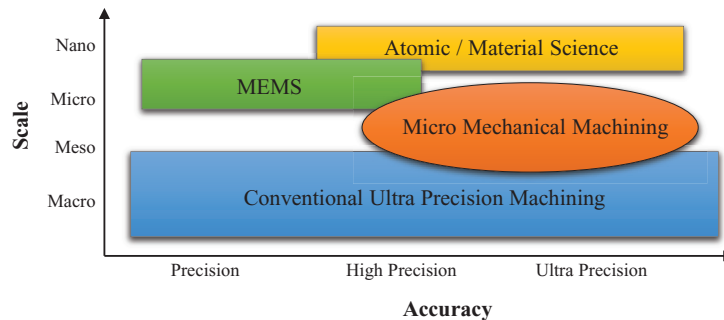 Nano
Atomic / Material Science
MEMS
Micro
Micro Mechanical Machining
Scale
Meso
Macro
Conventional Ultra Precision Machining
Precision
High Precision
Ultra Precision
Accuracy